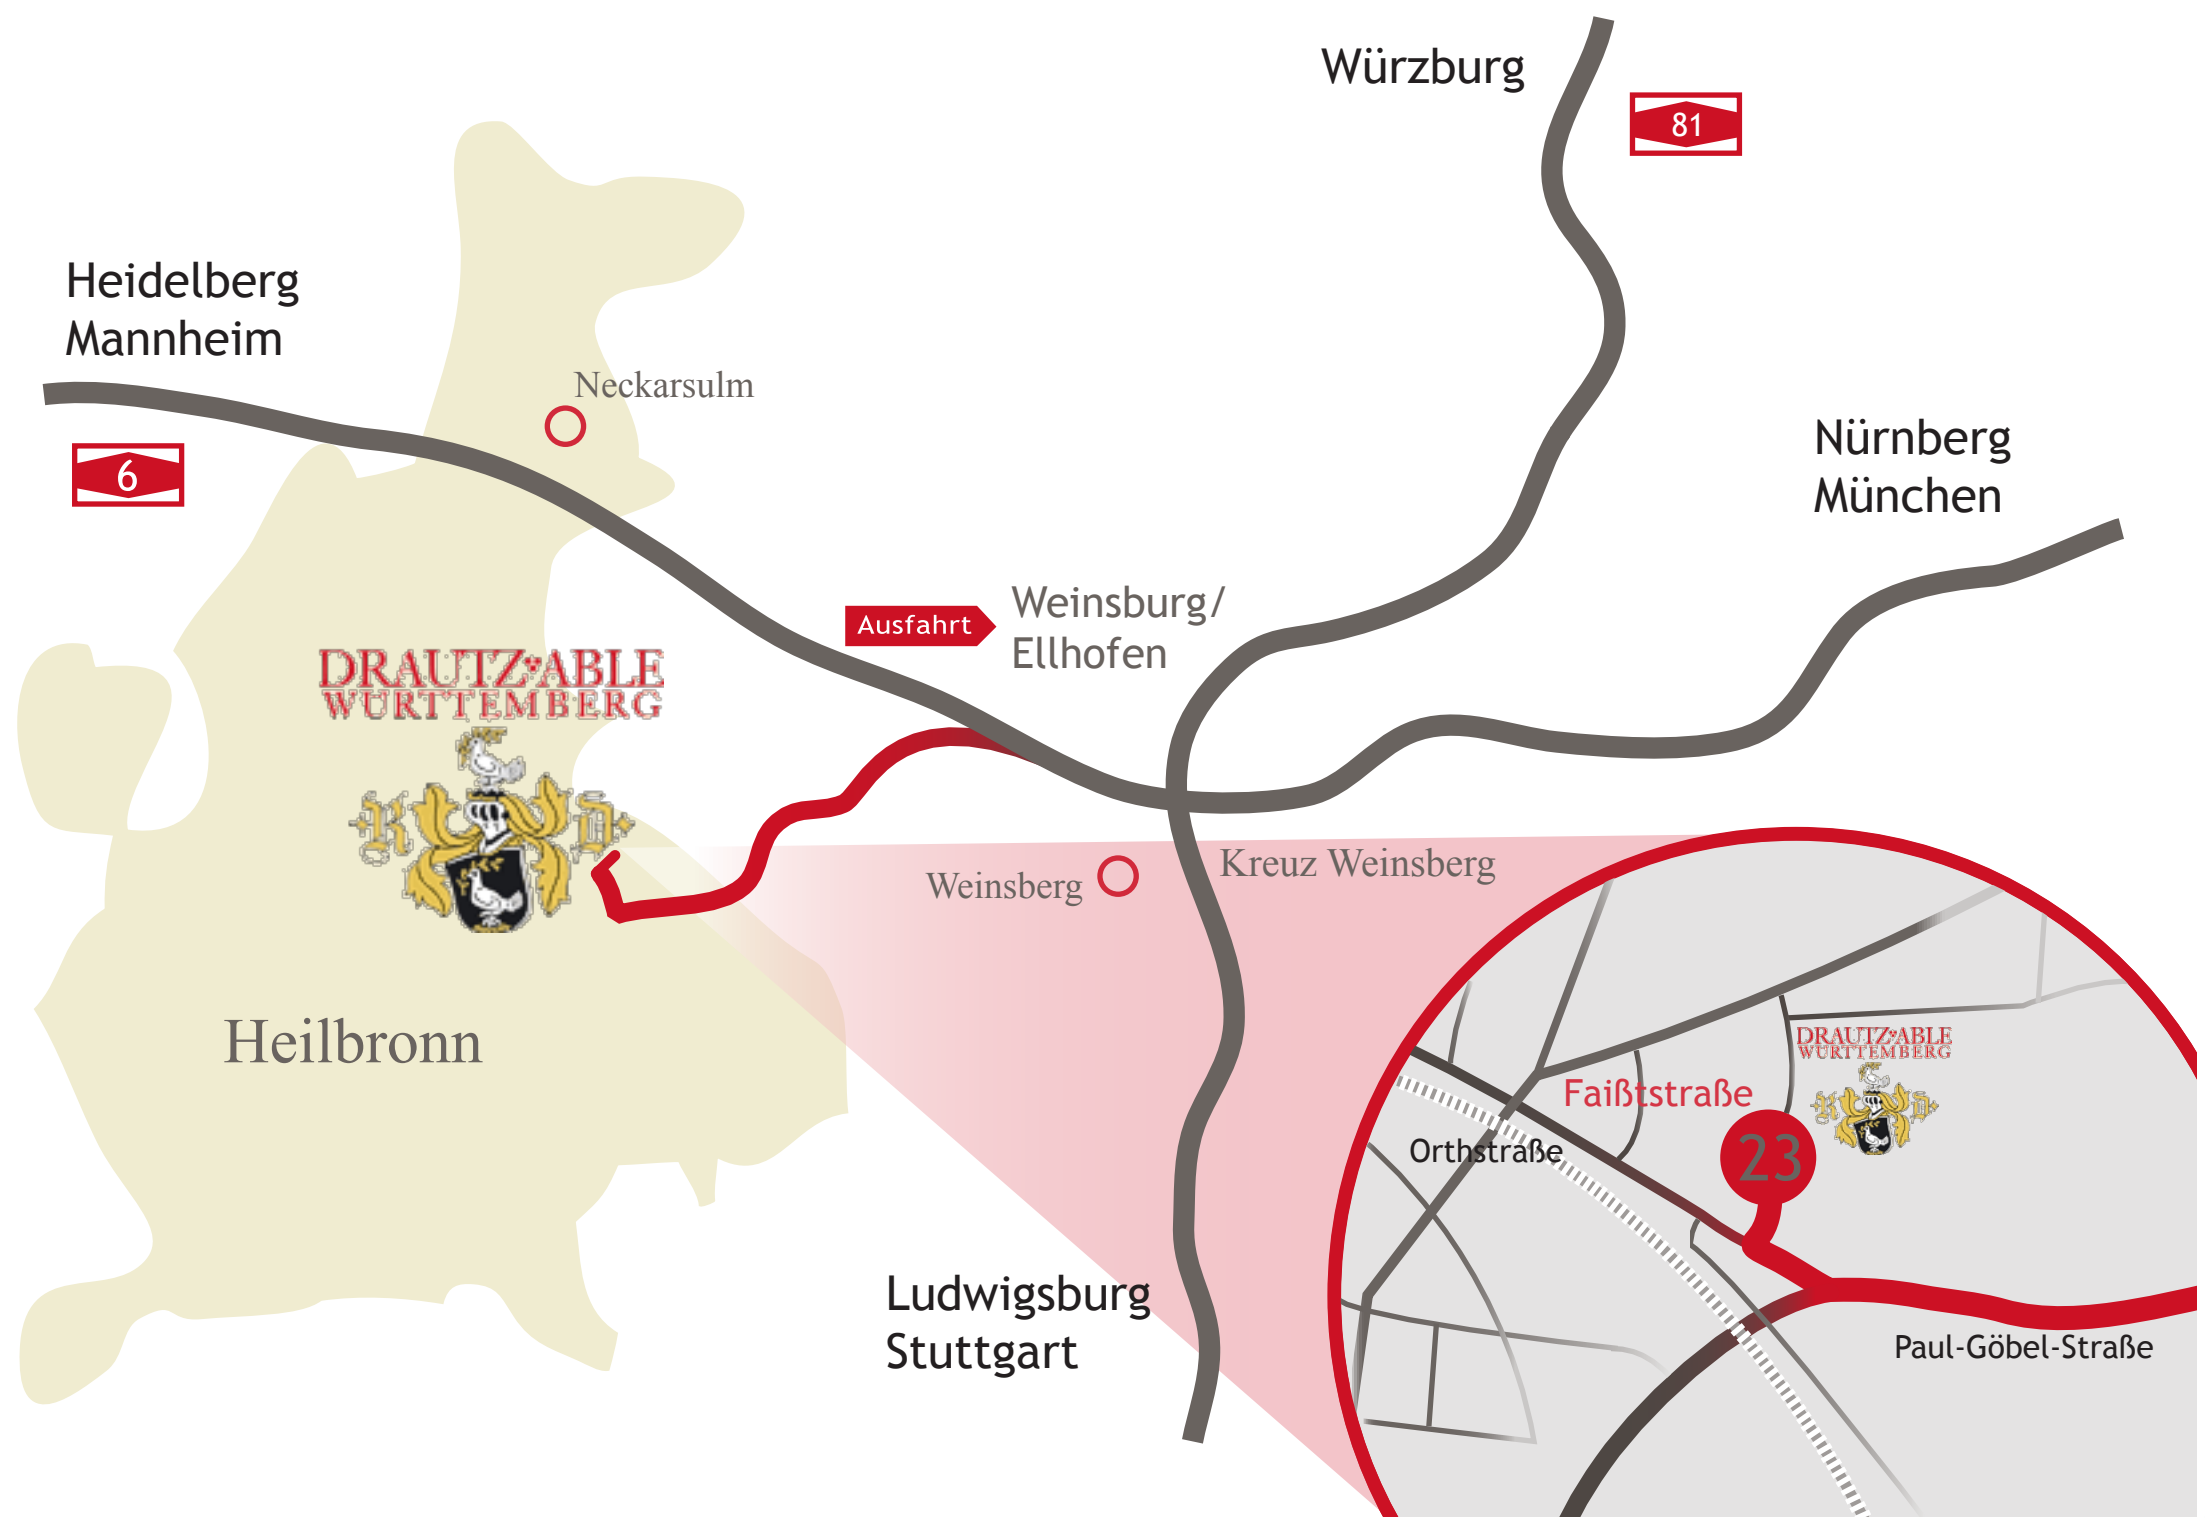 Würzburg
81
Heidelberg
Mannheim
6
Neckarsulm
Nürnberg
München
Ausfahrt
Weinsburg/
Ellhofen
DRAUTZ ABLE
WÜRTTEMBERG
R D
Weinsberg
Kreuz Weinsberg
Heilbronn
DRAUTZ ABLE
WÜRTTEMBERG
R D
Faißtstraße
23
Orthstraße
Ludwigsburg
Stuttgart
Paul-Göbel-Straße